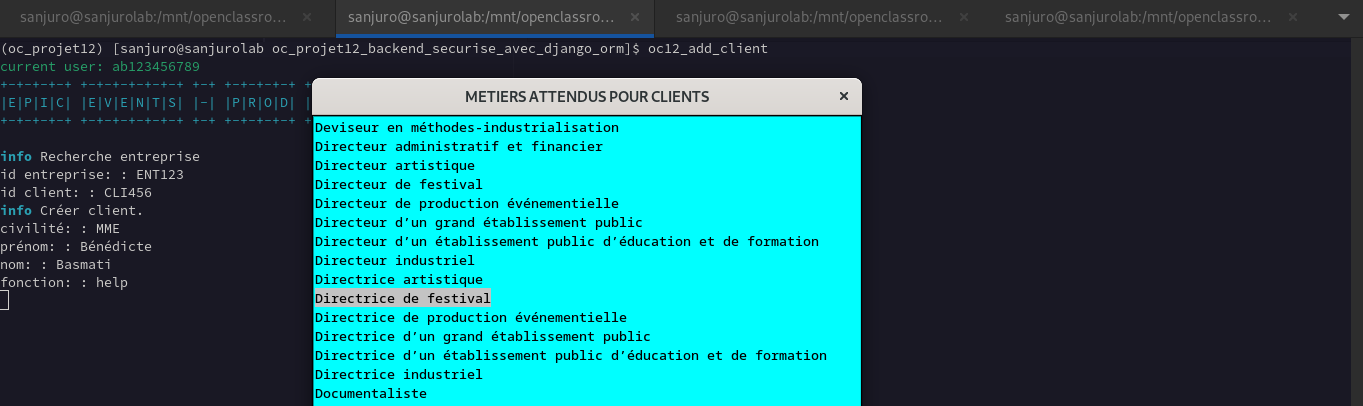 sanjuro@sanjurolab:/mnt/openclassro... × sanjuro@sanjurolab:/mnt/openclassro... × sanjuro@sanjurolab:/mnt/openclassro... × sanjuro@sanjurolab:/mnt/openclassro... ×
(oc_projet12) [sanjuro@sanjurolab oc_projet12_backend_securise_avec_django_orm]$ oc12_add_client
current user: ab123456789
+-+-+-+-+ +-+-+-+-+-+-+ +-+ +-+-+-+-+ +
|E|P|I|C| |E|V|E|N|T|S| |-| |P|R|O|D| |
+-+-+-+-+ +-+-+-+-+-+-+ +-+ +-+-+-+-+ +
info Recherche entreprise
id entreprise: : ENT123
id client: : CLI456
info Créer client.
civilité: : MME
prénom: : Bénédicte
nom: : Basmati
fonction: : help
METIERS ATTENDUS POUR CLIENTS ×
Deviseur en méthodes-industrialisation
Directeur administratif et financier
Directeur artistique
Directeur de festival
Directeur de production événementielle
Directeur d’un grand établissement public
Directeur d’un établissement public d’éducation et de formation
Directeur industriel
Directrice artistique
Directrice de festival
Directrice de production événementielle
Directrice d’un grand établissement public
Directrice d’un établissement public d’éducation et de formation
Directrice industriel
Documentaliste